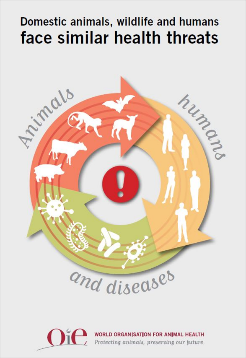 Domestic animals, wildlife and humans
face similar health threats
Animals
humans
!
and diseases
Oie
WORLD ORGANISATION FOR ANIMAL HEALTH
Protecting animals, preserving our future